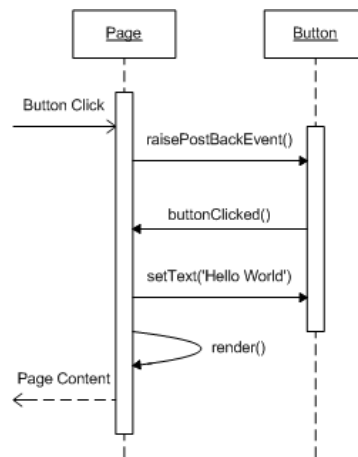 Page
Button
Button Click
raisePostBackEvent()
buttonClicked()
setText('Hello World')
render()
Page Content